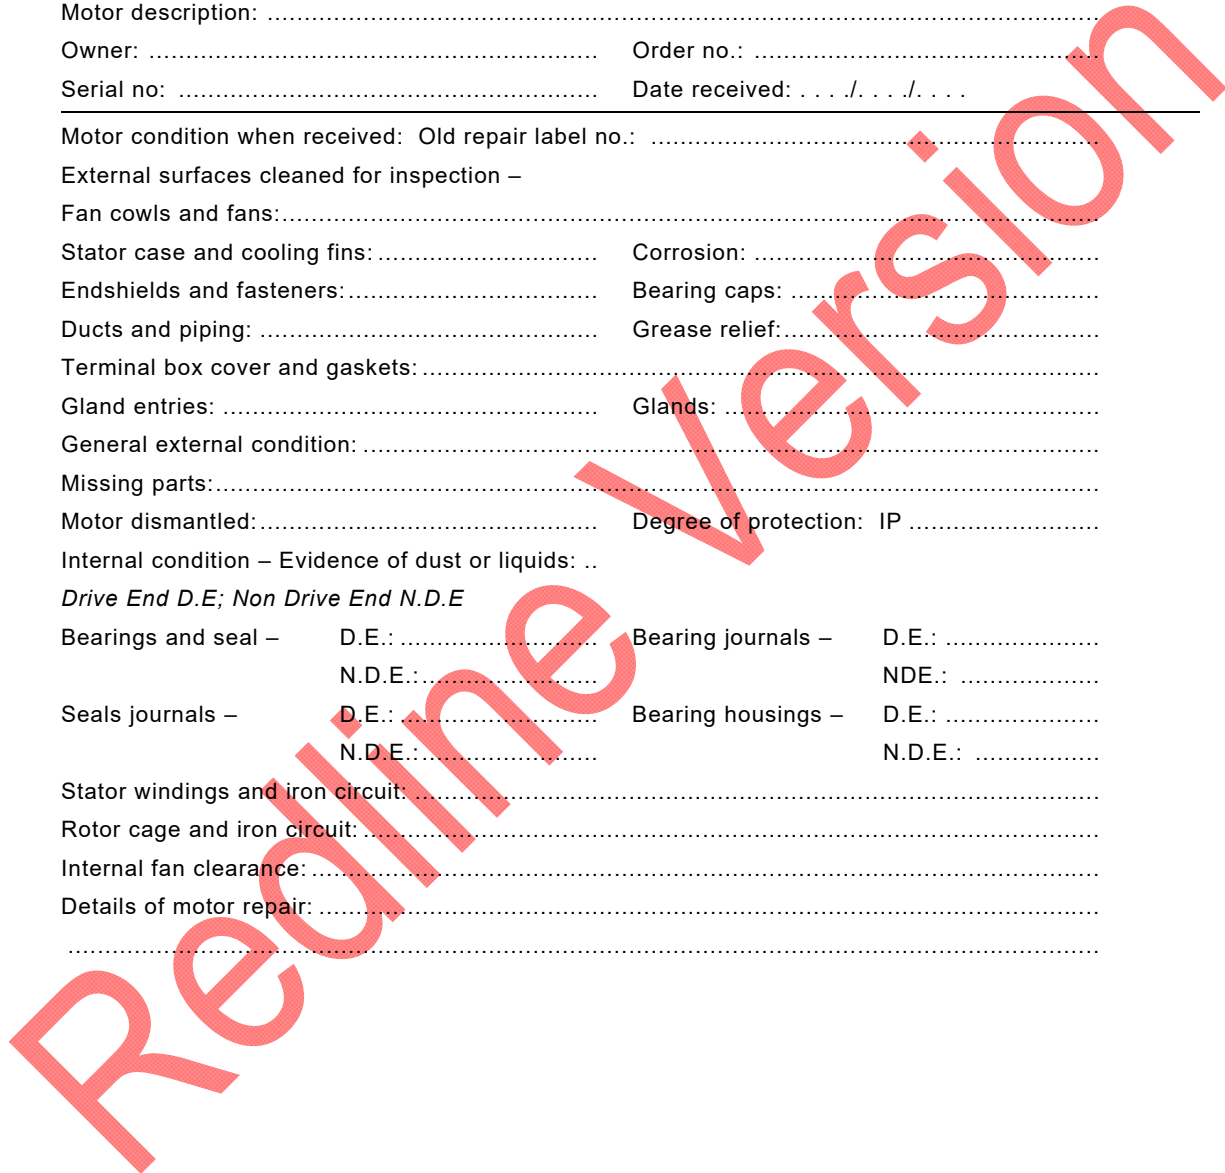 Motor description: ........................................................................................................
Owner: ............................................................ Order no.: ..............................................
Serial no: ......................................................... Date received: . . . ./. . . ./. . . .
Motor condition when received: Old repair label no.: ............................................................
External surfaces cleaned for inspection –
Fan cowls and fans:..............................................................................................................
Stator case and cooling fins:.............................. Corrosion: ..............................................
Endshields and fasteners:.................................. Bearing caps: .........................................
Ducts and piping: .............................................. Grease relief:...........................................
Terminal box cover and gaskets:...........................................................................................
Gland entries: ................................................... Glands: ...................................................
General external condition: ...................................................................................................
Missing parts:.......................................................................................................................
Motor dismantled:.............................................. Degree of protection: IP ..........................
Internal condition – Evidence of dust or liquids: ..
Drive End D.E; Non Drive End N.D.E
Bearings and seal – D.E.: ........................... Bearing journals – D.E.: .....................
N.D.E.:........................ NDE.: ...................
Seals journals – D.E.: ........................... Bearing housings – D.E.: .....................
N.D.E.:........................ N.D.E.: .................
Stator windings and iron circuit: ............................................................................................
Rotor cage and iron circuit: ...................................................................................................
Internal fan clearance: ..........................................................................................................
Details of motor repair: .........................................................................................................
............................................................................................................................................
Redline Version